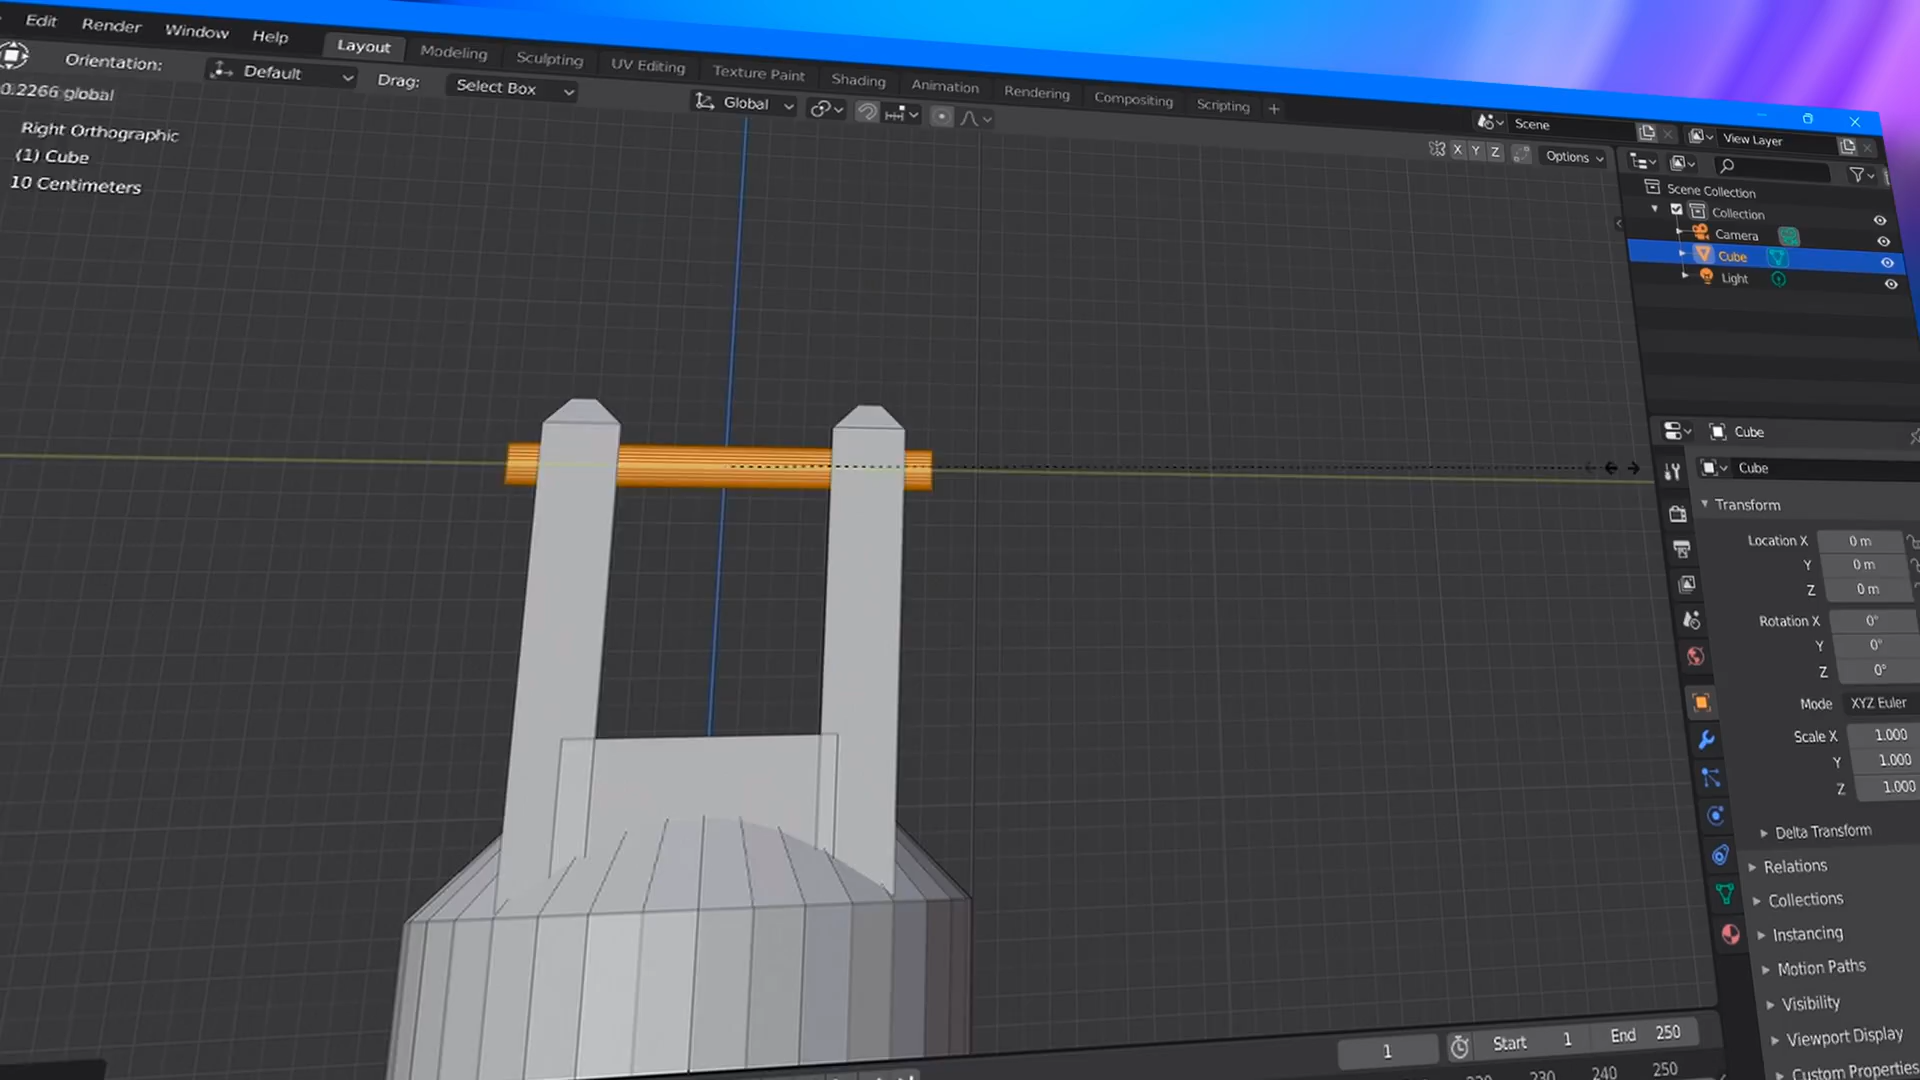 Edit Render Window Help Layout Modeling Sculpting UV Editing Texture Paint Shading Animation Rendering Compositing Scripting +
Orientation: Default Drag: Select Box Global
Scene View Layer
0.2266 global
X Y Z Options
Right Orthographic
(1) Cube
10 Centimeters
Scene Collection
Collection
Camera
Cube
Light
Cube
Cube
Transform
Location X 0 m
Y 0 m
Z 0 m
Rotation X 0°
Y 0°
Z 0°
Mode XYZ Euler
Scale X 1.000
Y 1.000
Z 1.000
Delta Transform
Relations
Collections
Instancing
Motion Paths
Visibility
Viewport Display
Custom Properties
1 Start 1 End 250
230 240 250